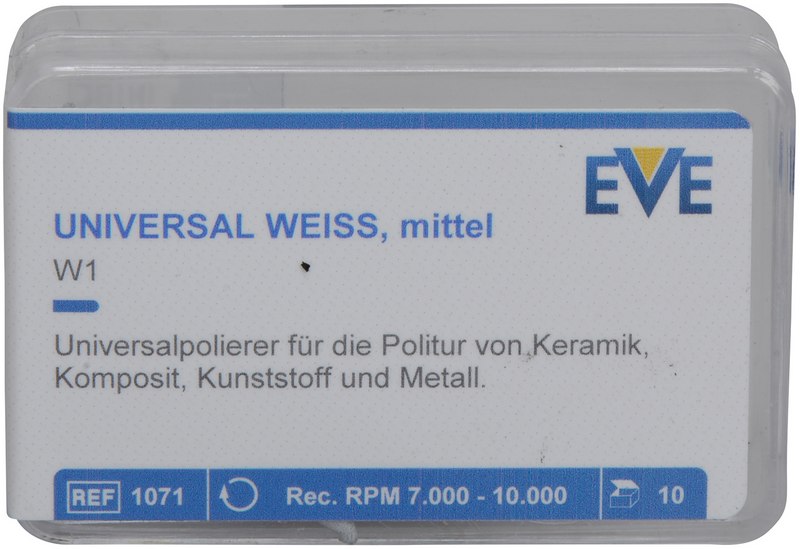 EVE
UNIVERSAL WEISS, mittel
W1
Universalpolierer für die Politur von Keramik,
Komposit, Kunststoff und Metall.
REF 1071 Rec. RPM 7.000 - 10.000 10